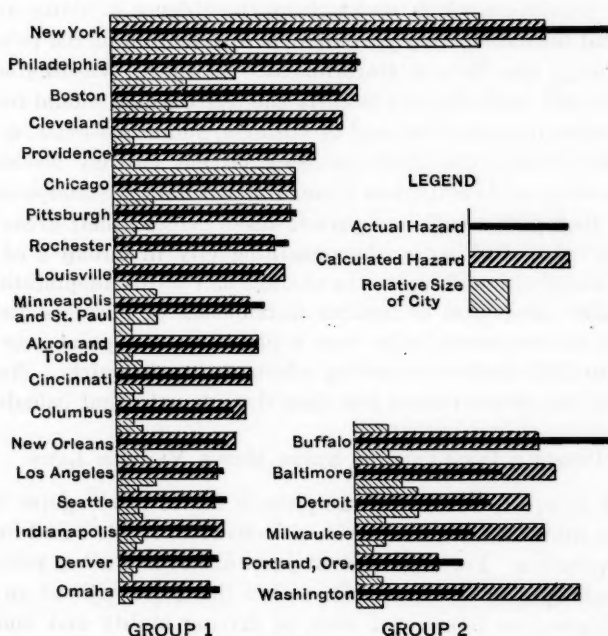 New York
Philadelphia
Boston
Cleveland
Providence
Chicago
Pittsburgh
Rochester
Louisville
Minneapolis
and St. Paul
Akron and
Toledo
Cincinnati
Columbus
New Orleans
Los Angeles
Seattle
Indianapolis
Denver
Omaha
GROUP 1
LEGEND
Actual Hazard
Calculated Hazard
Relative Size
of City
Buffalo
Baltimore
Detroit
Milwaukee
Portland, Ore.
Washington
GROUP 2